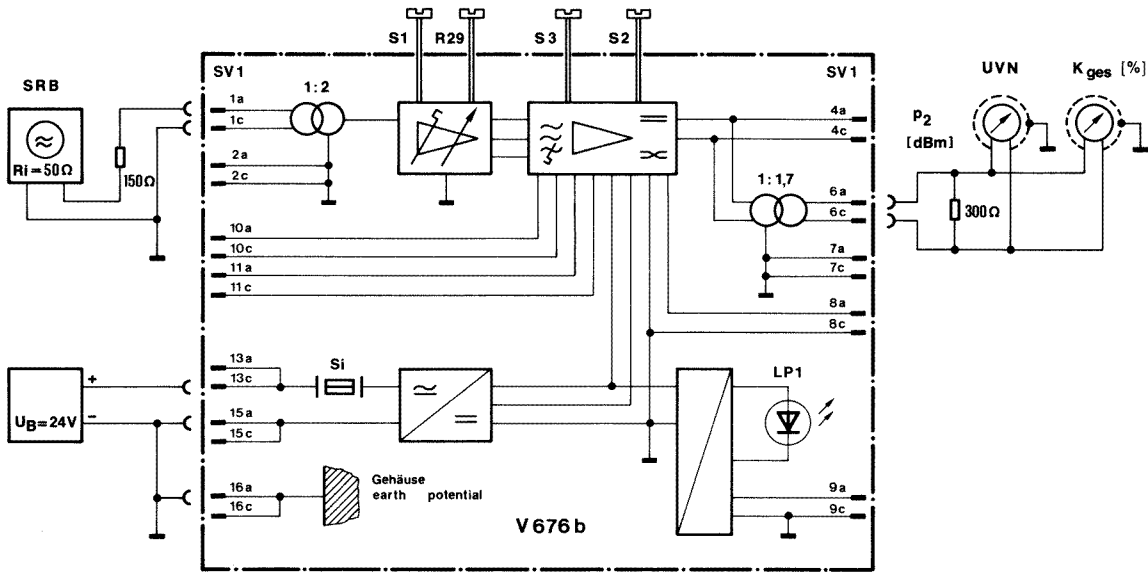 S1 R29 S3 S2
SV1 SV1
SRB
Ri=50Ω
150Ω
1a
1c
1:2
2a
2c
10a
10c
11a
11c
4a
4c
1:1,7
6a
6c
7a
7c
8a
8c
p2
[dBm]
UVN
Kges [%]
300Ω
UB=24V
+
−
13a
13c
Si
15a
15c
16a
16c
Gehäuse
earth potential
LP1
9a
9c
V676b